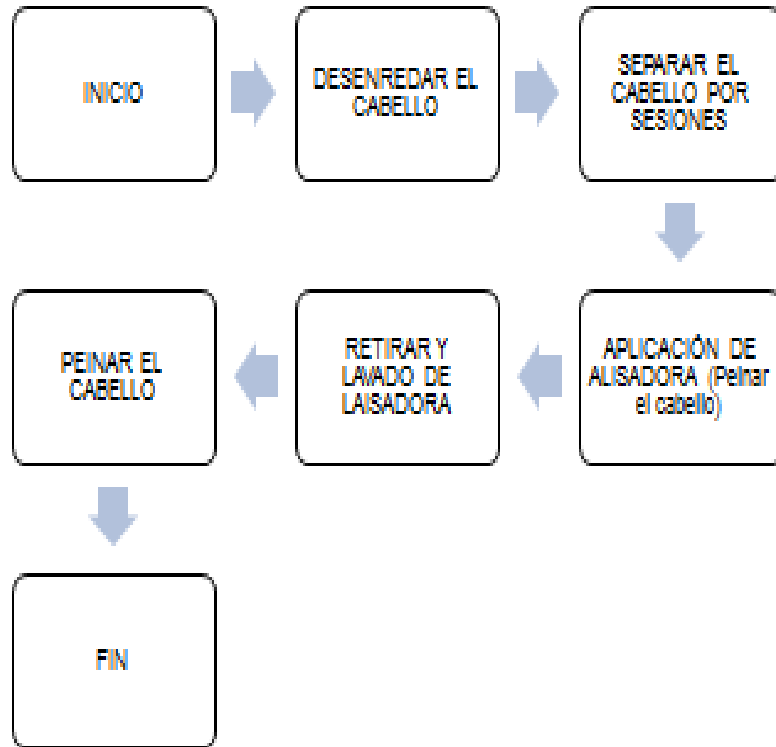 INICIO
DESENREDAR EL
CABELLO
SEPARAR EL
CABELLO POR
SESIONES
APLICACIÓN DE
ALISADORA (Peinar
el cabello)
RETIRAR Y
LAVADO DE
LAISADORA
PEINAR EL
CABELLO
FIN